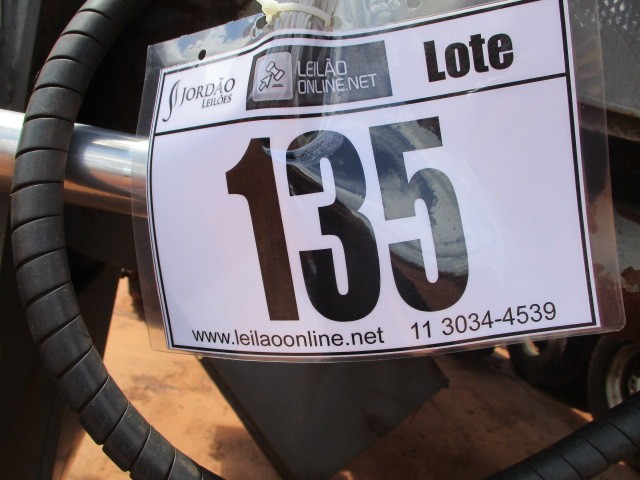 JORDÃO
LEILÕES
LEILÃO
ONLINE.NET
Lote
135
www.leilaoonline.net 11 3034-4539